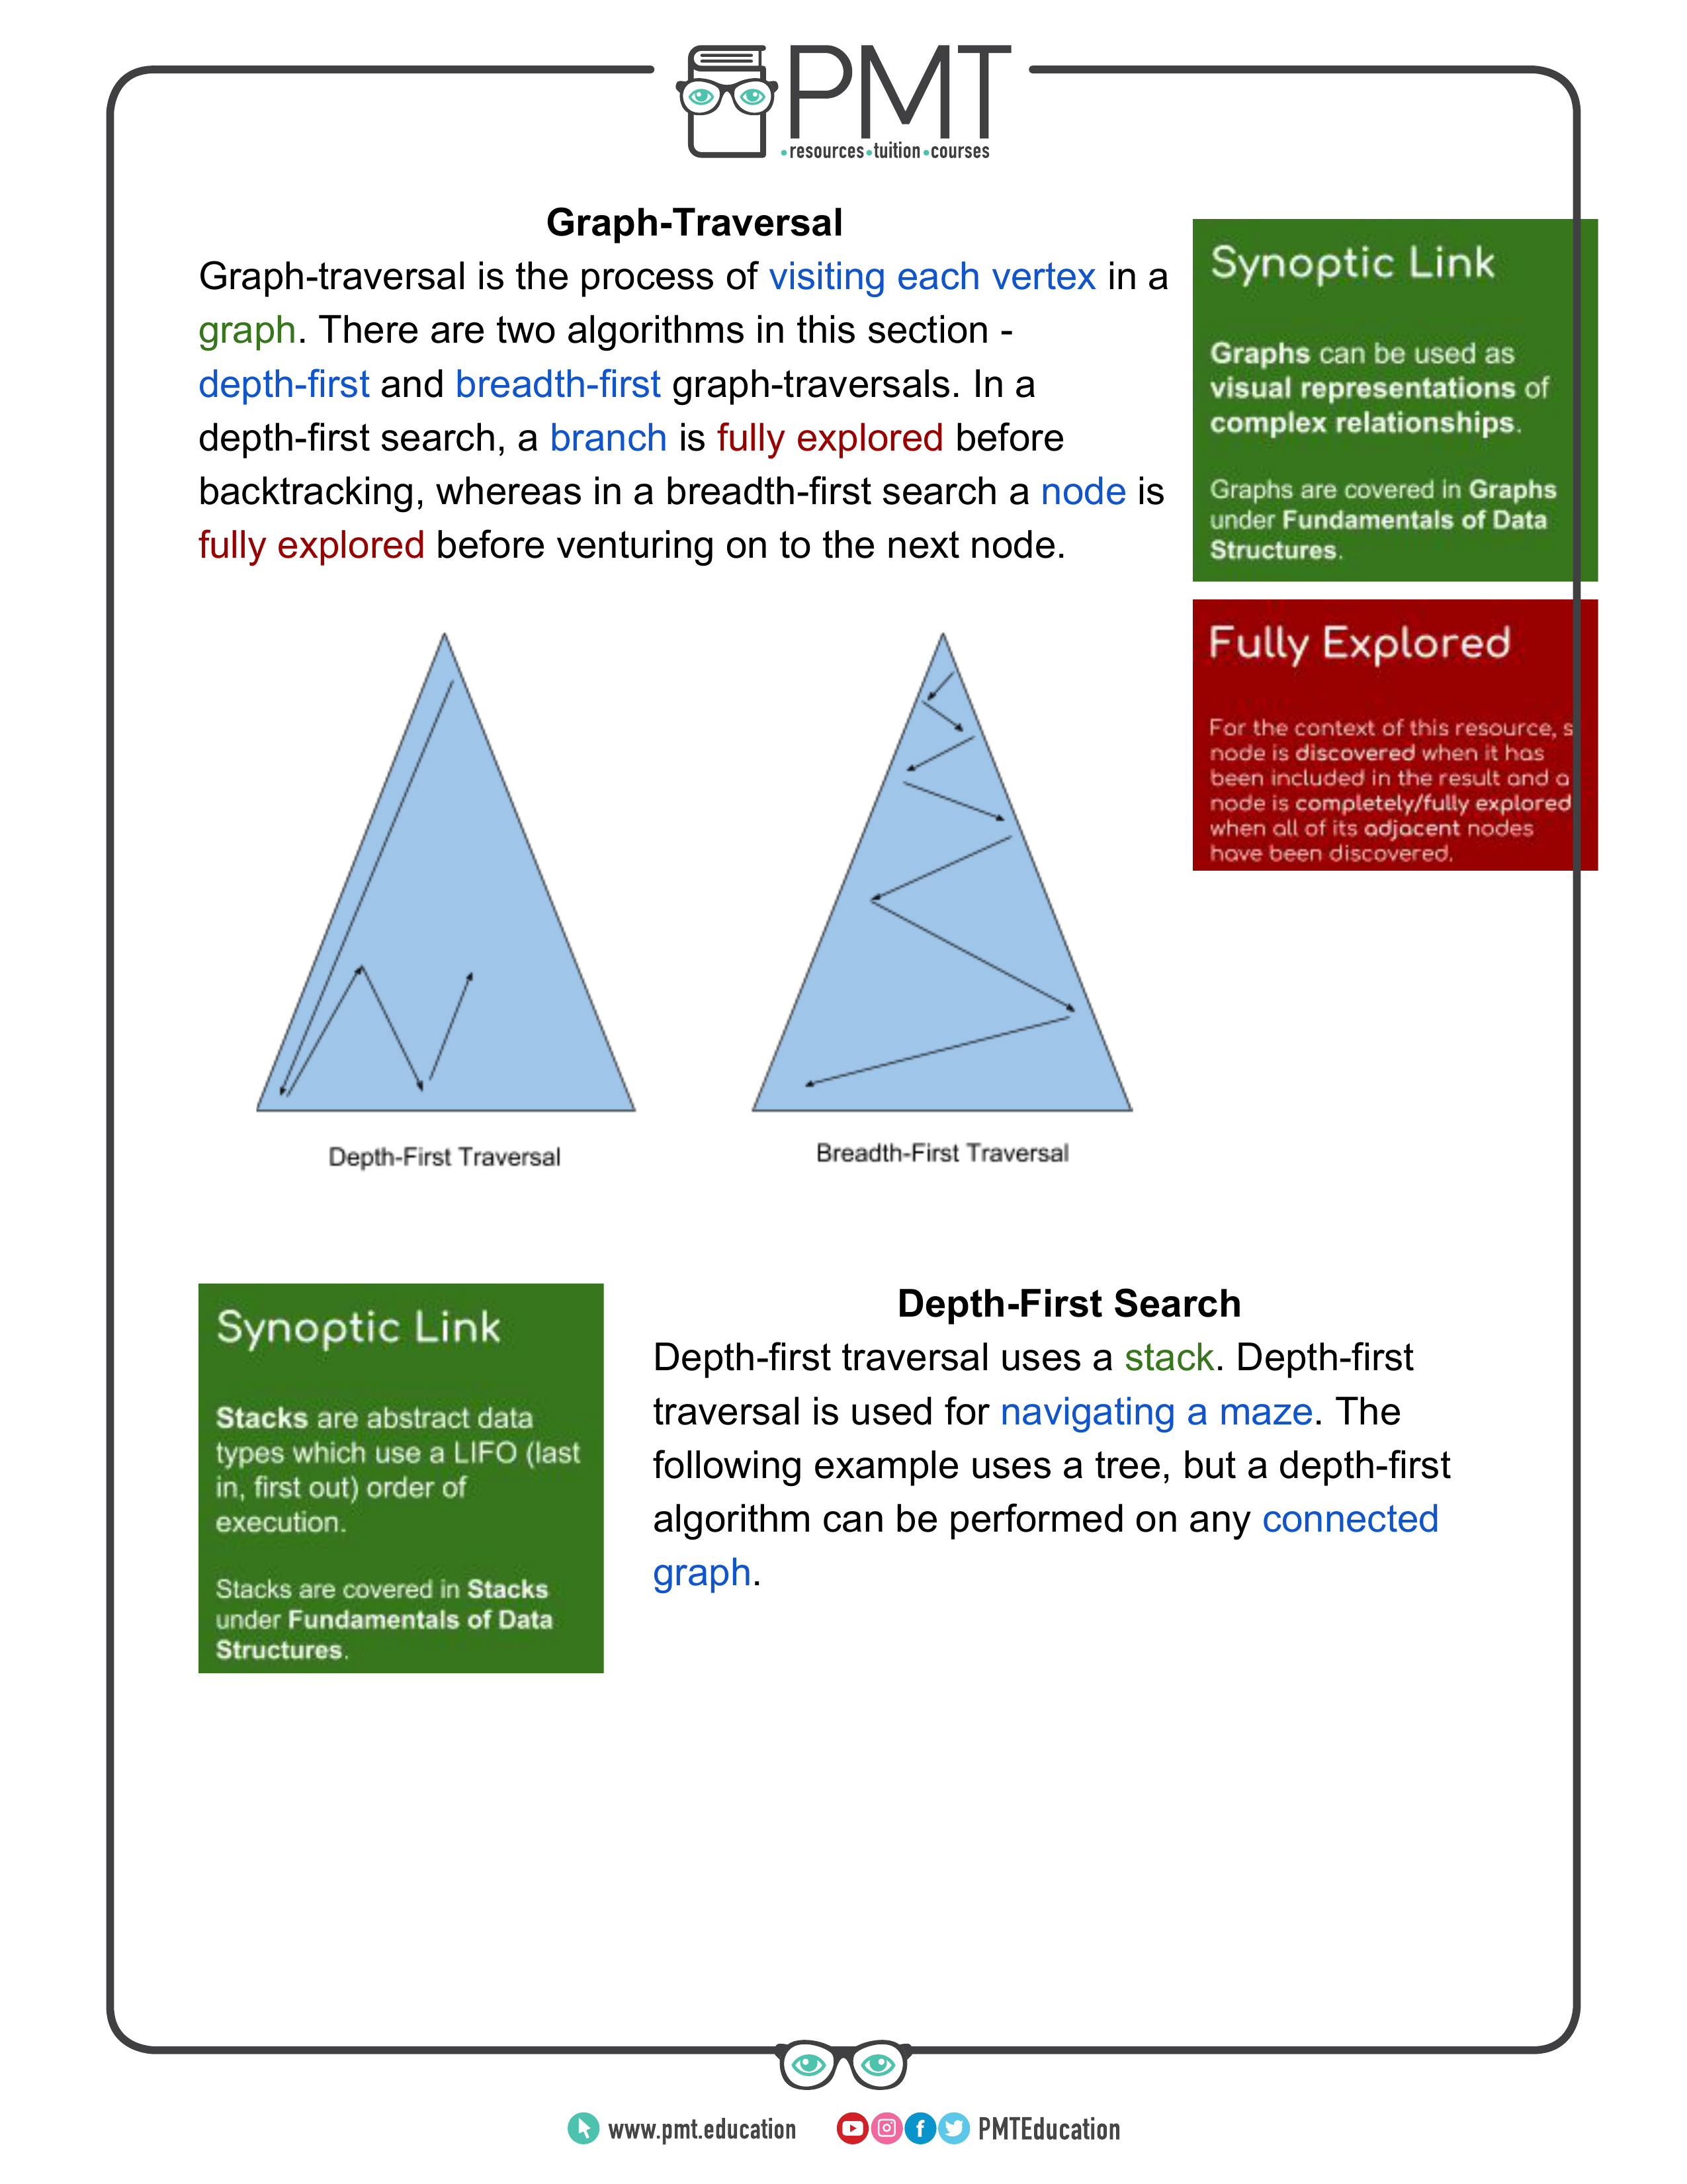 PMT
resources • tuition • courses
Graph-Traversal
Graph-traversal is the process of visiting each vertex in a
graph. There are two algorithms in this section -
depth-first and breadth-first graph-traversals. In a
depth-first search, a branch is fully explored before
backtracking, whereas in a breadth-first search a node is
fully explored before venturing on to the next node.
Synoptic Link
Graphs can be used as
visual representations of
complex relationships.
Graphs are covered in Graphs
under Fundamentals of Data
Structures.
Fully Explored
For the context of this resource, s
node is discovered when it has
been included in the result and a
node is completely/fully explored
when all of its adjacent nodes
have been discovered.
Depth-First Traversal
Breadth-First Traversal
Synoptic Link
Stacks are abstract data
types which use a LIFO (last
in, first out) order of
execution.
Stacks are covered in Stacks
under Fundamentals of Data
Structures.
Depth-First Search
Depth-first traversal uses a stack. Depth-first
traversal is used for navigating a maze. The
following example uses a tree, but a depth-first
algorithm can be performed on any connected
graph.
www.pmt.education
PMTEducation